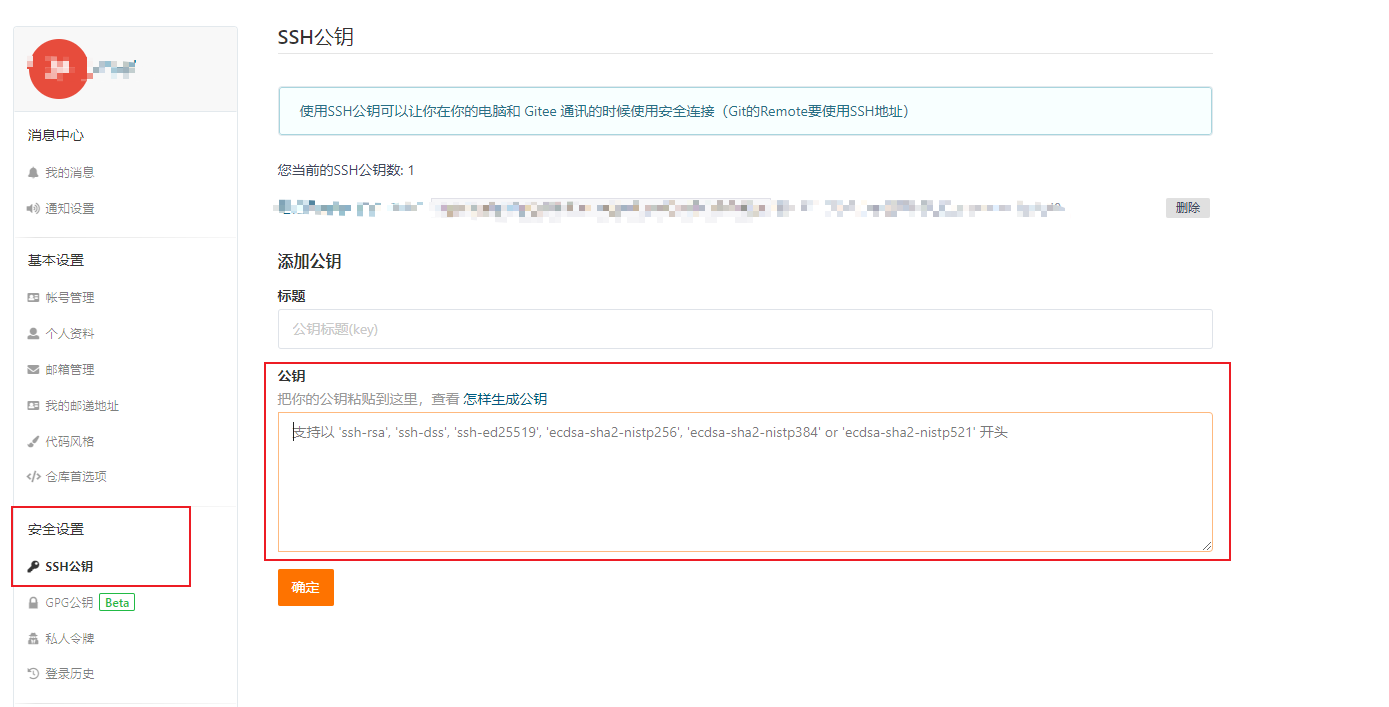 消息中心
我的消息
通知设置
基本设置
帐号管理
个人资料
邮箱管理
我的邮递地址
代码风格
仓库首选项
安全设置
SSH公钥
GPG公钥 Beta
私人令牌
登录历史
SSH公钥
使用SSH公钥可以让你在你的电脑和 Gitee 通讯的时候使用安全连接（Git的Remote要使用SSH地址）
您当前的SSH公钥数: 1
删除
添加公钥
标题
公钥标题(key)
公钥
把你的公钥粘贴到这里，查看 怎样生成公钥
支持以 'ssh-rsa', 'ssh-dss', 'ssh-ed25519', 'ecdsa-sha2-nistp256', 'ecdsa-sha2-nistp384' or 'ecdsa-sha2-nistp521' 开头
确定